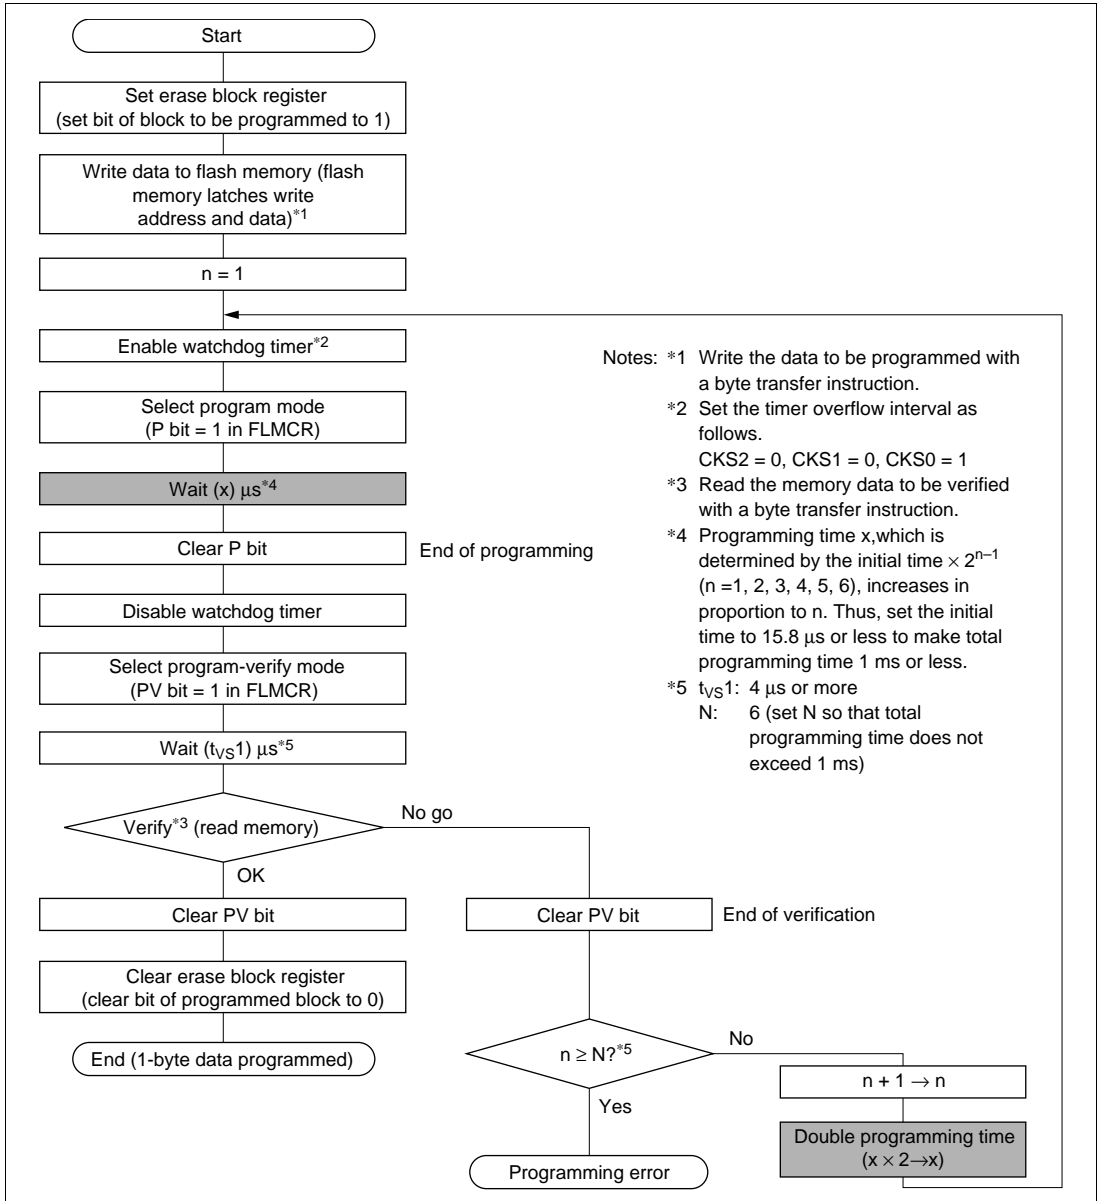 Start
Set erase block register
(set bit of block to be programmed to 1)
Write data to flash memory (flash
memory latches write
address and data)*1
n = 1
Enable watchdog timer*2
Select program mode
(P bit = 1 in FLMCR)
Wait (x) μs*4
Clear P bit
End of programming
Disable watchdog timer
Select program-verify mode
(PV bit = 1 in FLMCR)
Wait (tVS1) μs*5
Verify*3 (read memory)
No go
OK
Clear PV bit
Clear erase block register
(clear bit of programmed block to 0)
End (1-byte data programmed)
Clear PV bit
End of verification
n ≥ N?*5
No
Yes
n + 1 → n
Double programming time
(x × 2→x)
Programming error
Notes: *1 Write the data to be programmed with
a byte transfer instruction.
*2 Set the timer overflow interval as
follows.
CKS2 = 0, CKS1 = 0, CKS0 = 1
*3 Read the memory data to be verified
with a byte transfer instruction.
*4 Programming time x,which is
determined by the initial time × 2^n–1
(n =1, 2, 3, 4, 5, 6), increases in
proportion to n. Thus, set the initial
time to 15.8 μs or less to make total
programming time 1 ms or less.
*5 tVS1: 4 μs or more
N: 6 (set N so that total
programming time does not
exceed 1 ms)